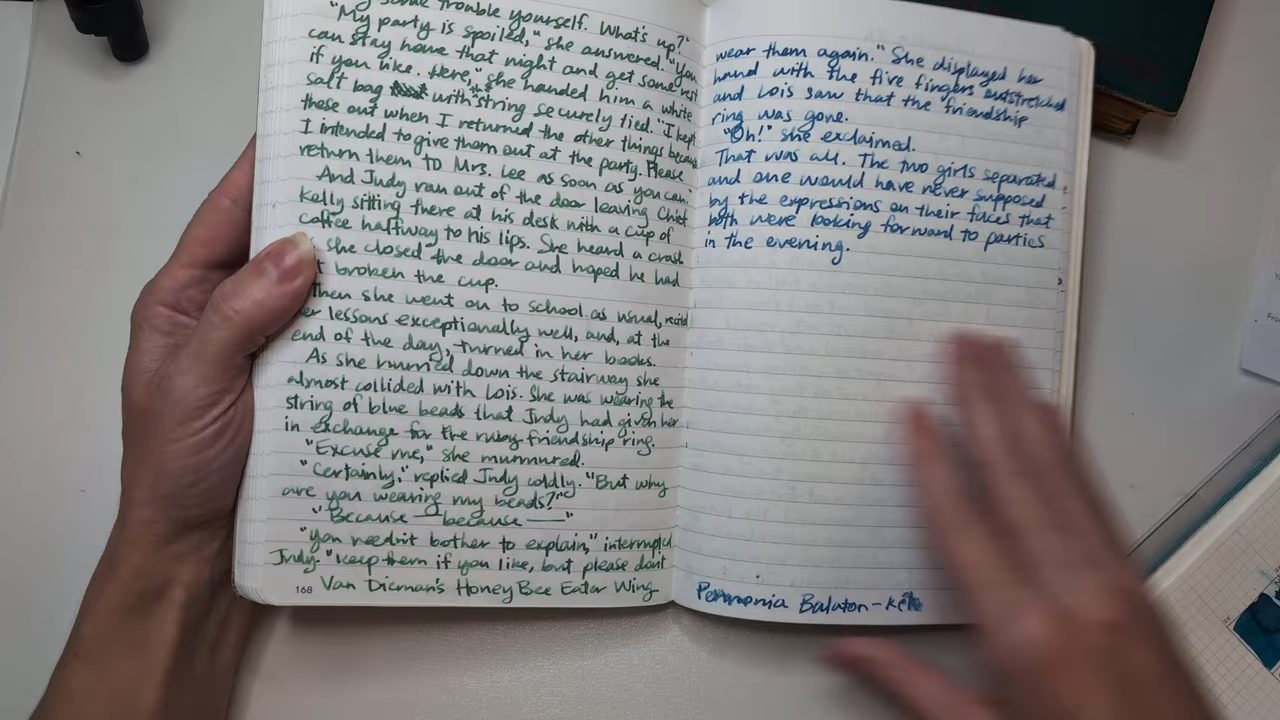 some trouble yourself. What's up?"
"My party is spoiled," she answered. "You
can stay home that night and get some rest
if you like. Here," she handed him a white
salt bag with string securely tied. "I kept
these out when I returned the other things because
I intended to give them out at the party. Please
return them to Mrs. Lee as soon as you can."
And Judy ran out of the door leaving Chief
Kelly sitting there at his desk with a cup of
coffee halfway to his lips. She heard a crash
she closed the door and hoped he had
broken the cup.
Then she went on to school as usual, recited
her lessons exceptionally well, and, at the
end of the day, turned in her books.
As she hurried down the stairway she
almost collided with Lois. She was wearing the
string of blue beads that Judy had given her
in exchange for the ruby friendship ring.
"Excuse me," she murmured.
"Certainly," replied Judy coldly. "But why
are you wearing my beads?"
"Because — because —"
"You needn't bother to explain," interrupted
Judy. "Keep them if you like, but please don't
168 Van Dieman's Honey Bee Eater Wing
wear them again." She displayed her
hand with the five fingers outstretched
and Lois saw that the friendship
ring was gone.
"Oh!" she exclaimed.
That was all. The two girls separated
and one would have never supposed
by the expressions on their faces that
both were looking forward to parties
in the evening.
Pennonia Balaton-kék